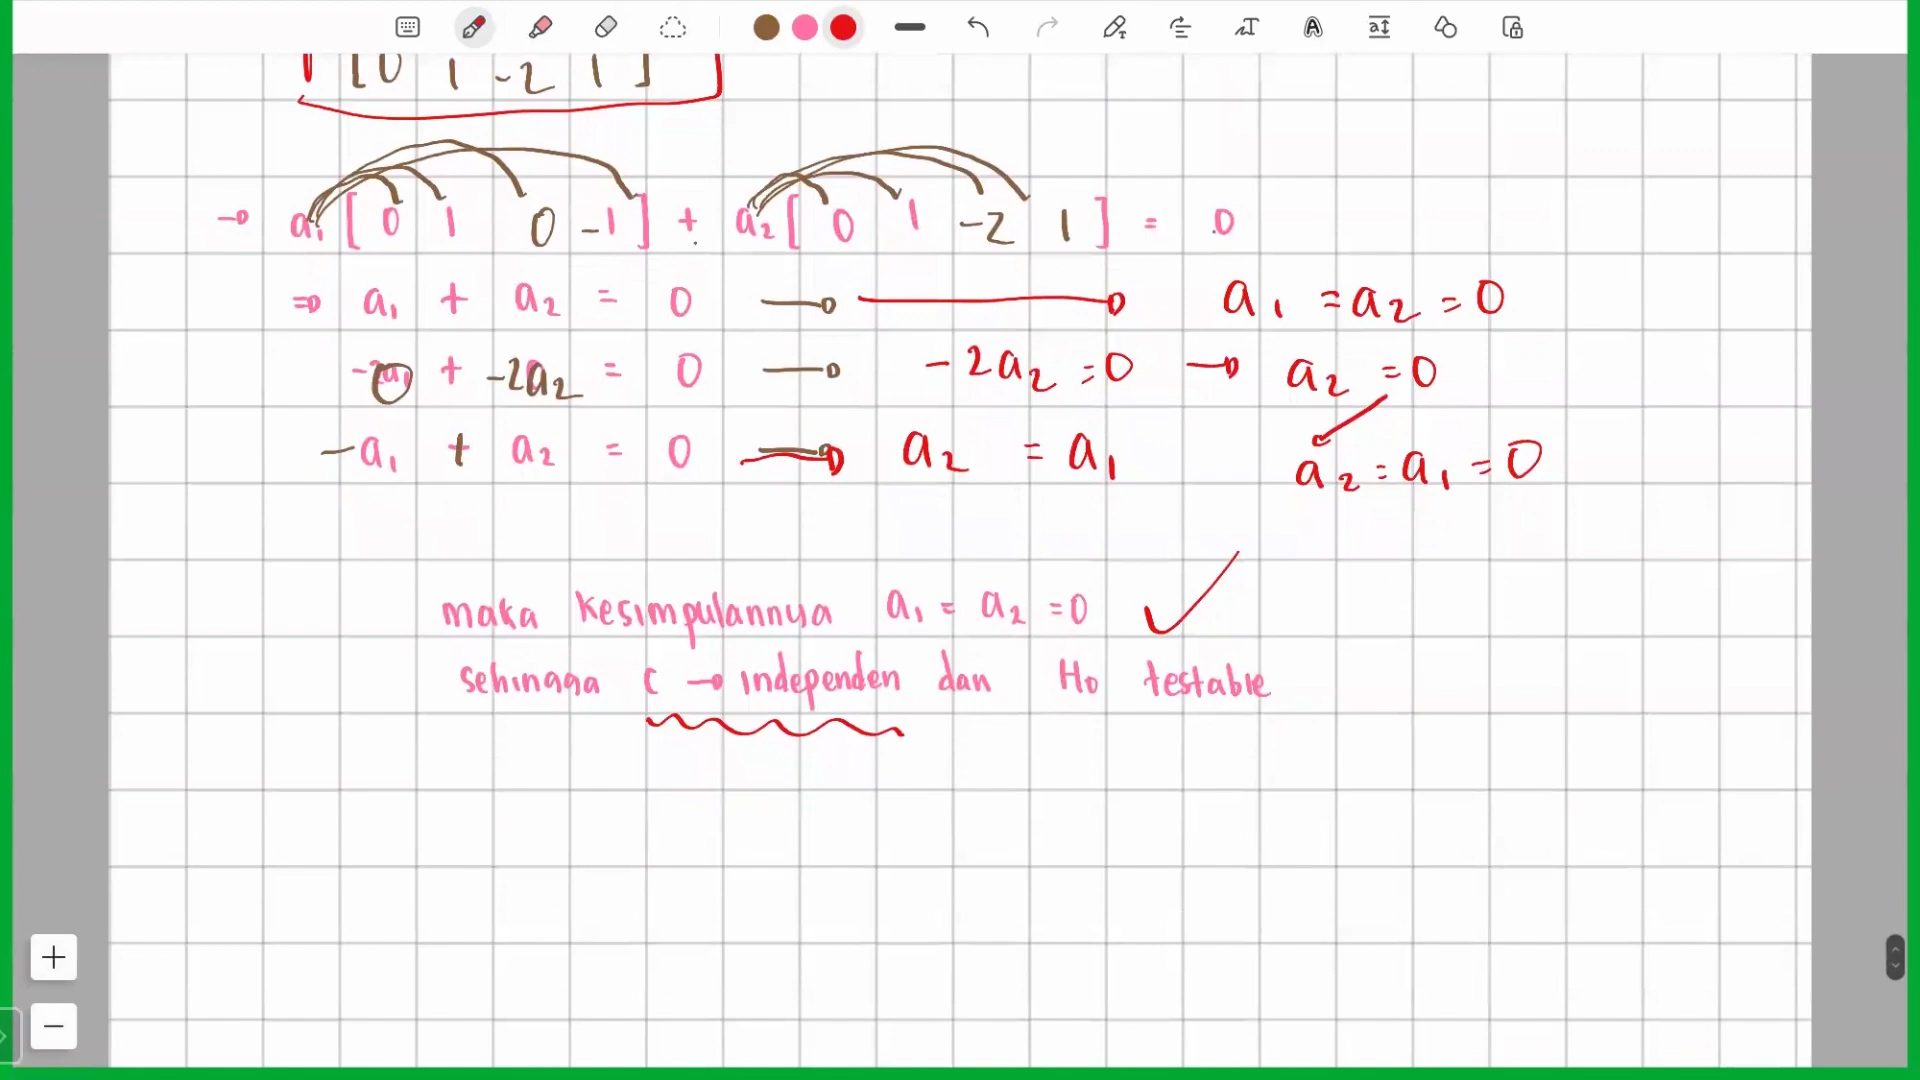 [ 0 1 -2 1 ]
→ a₁ [ 0 1 0 -1 ] + a₂ [ 0 1 -2 1 ] = 0
⇒ a₁ + a₂ = 0 → → a₁ = a₂ = 0
0 + -2a₂ = 0 → -2a₂ = 0 → a₂ = 0
-a₁ + a₂ = 0 → a₂ = a₁ a₂ = a₁ = 0
maka kesimpulannya a₁ = a₂ = 0 ✓
sehingga C → independen dan H₀ testable